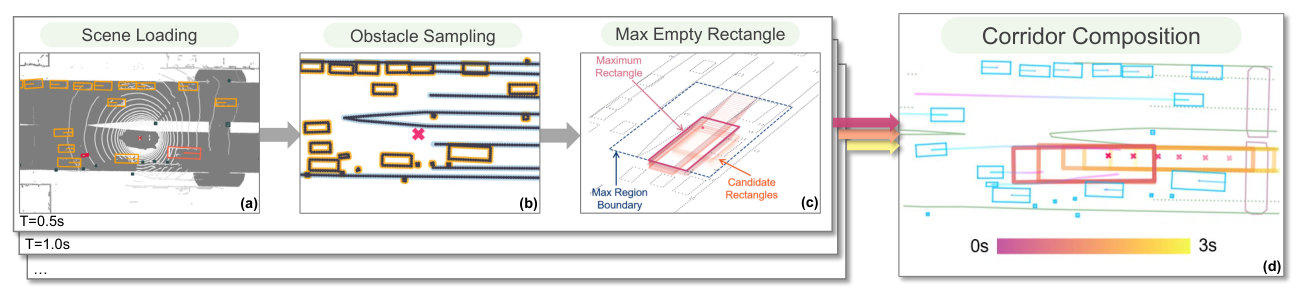 Scene Loading
Obstacle Sampling
Max Empty Rectangle
Corridor Composition
Maximum
Rectangle
Max Region
Boundary
Candidate
Rectangles
(a)
(b)
(c)
T=0.5s
T=1.0s
...
0s
3s
(d)